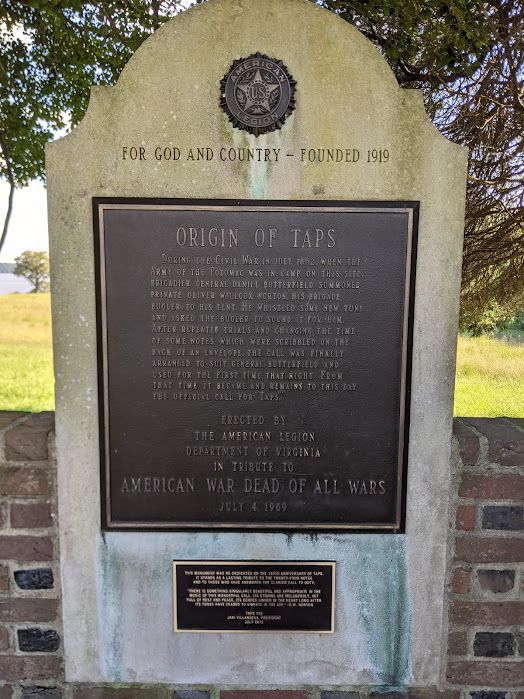 AMERICAN
US
LEGION
FOR GOD AND COUNTRY – FOUNDED 1919
ORIGIN OF TAPS
DURING THE CIVIL WAR IN JULY 1862, WHEN THE
ARMY OF THE POTOMAC WAS IN CAMP ON THIS SITE,
BRIGADIER GENERAL DANIEL BUTTERFIELD SUMMONED
PRIVATE OLIVER WILLCOX NORTON, HIS BRIGADE
BUGLER, TO HIS TENT. HE WHISTLED SOME NEW TUNE
AND ASKED THE BUGLER TO SOUND IT FOR HIM.
AFTER REPEATED TRIALS AND CHANGING THE TIME
OF SOME NOTES WHICH WERE SCRIBBLED ON THE
BACK OF AN ENVELOPE, THE CALL WAS FINALLY
ARRANGED TO SUIT GENERAL BUTTERFIELD AND
USED FOR THE FIRST TIME THAT NIGHT. FROM
THAT TIME, IT BECAME AND REMAINS TO THIS DAY
THE OFFICIAL CALL FOR "TAPS."
ERECTED BY
THE AMERICAN LEGION
DEPARTMENT OF VIRGINIA
IN TRIBUTE TO
AMERICAN WAR DEAD OF ALL WARS
JULY 4, 1969
THIS MONUMENT WAS RE-DEDICATED ON THE 150TH ANNIVERSARY OF TAPS.
IT STANDS AS A LASTING TRIBUTE TO THE TWENTY-FOUR NOTES
AND TO THOSE WHO HAVE ANSWERED THE CLARION CALL TO DUTY.
"THERE IS SOMETHING SINGULARLY BEAUTIFUL AND APPROPRIATE IN THE
MUSIC OF THIS WONDERFUL CALL. ITS STRAINS ARE MELANCHOLY, YET
FULL OF REST AND PEACE. ITS ECHOES LINGER IN THE HEART LONG AFTER
ITS TONES HAVE CEASED TO VIBRATE IN THE AIR." - O.W. NORTON
TAPS 150
JARI VILLANUEVA, PRESIDENT
JULY 2012